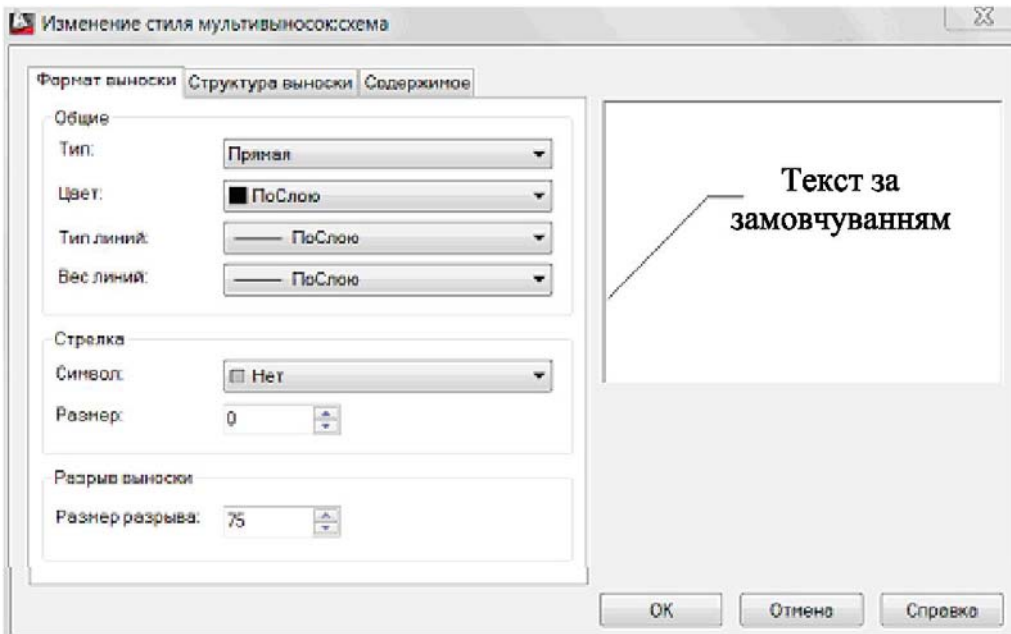 Изменение стиля мультивыносок:схема
Формат выноски Структура выноски Содержимое
Общие
Тип: Прямая
Цвет: ПоСлою
Тип линий: ПоСлою
Вес линий: ПоСлою
Стрелка
Символ: Нет
Размер: 0
Разрыв выноски
Размер разрыва: 75
Текст за
замовчуванням
ОК Отмена Справка